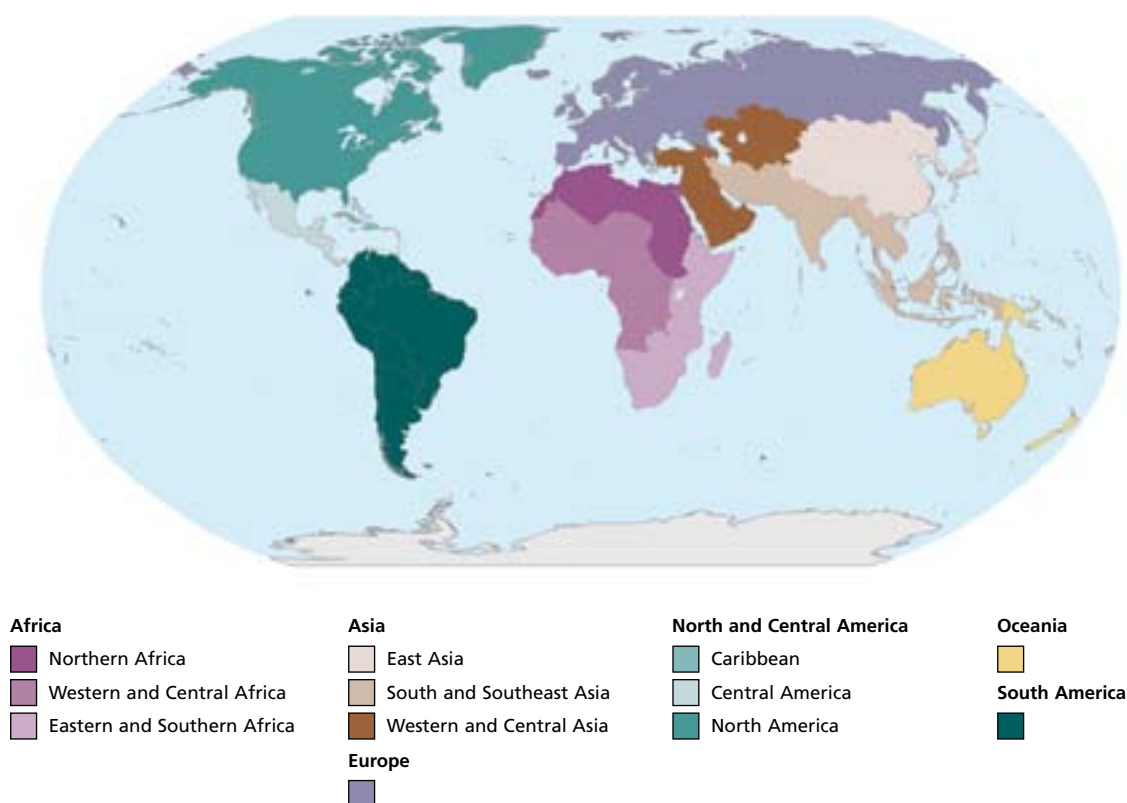 Africa
Northern Africa
Western and Central Africa
Eastern and Southern Africa
Asia
East Asia
South and Southeast Asia
Western and Central Asia
Europe
North and Central America
Caribbean
Central America
North America
Oceania
South America